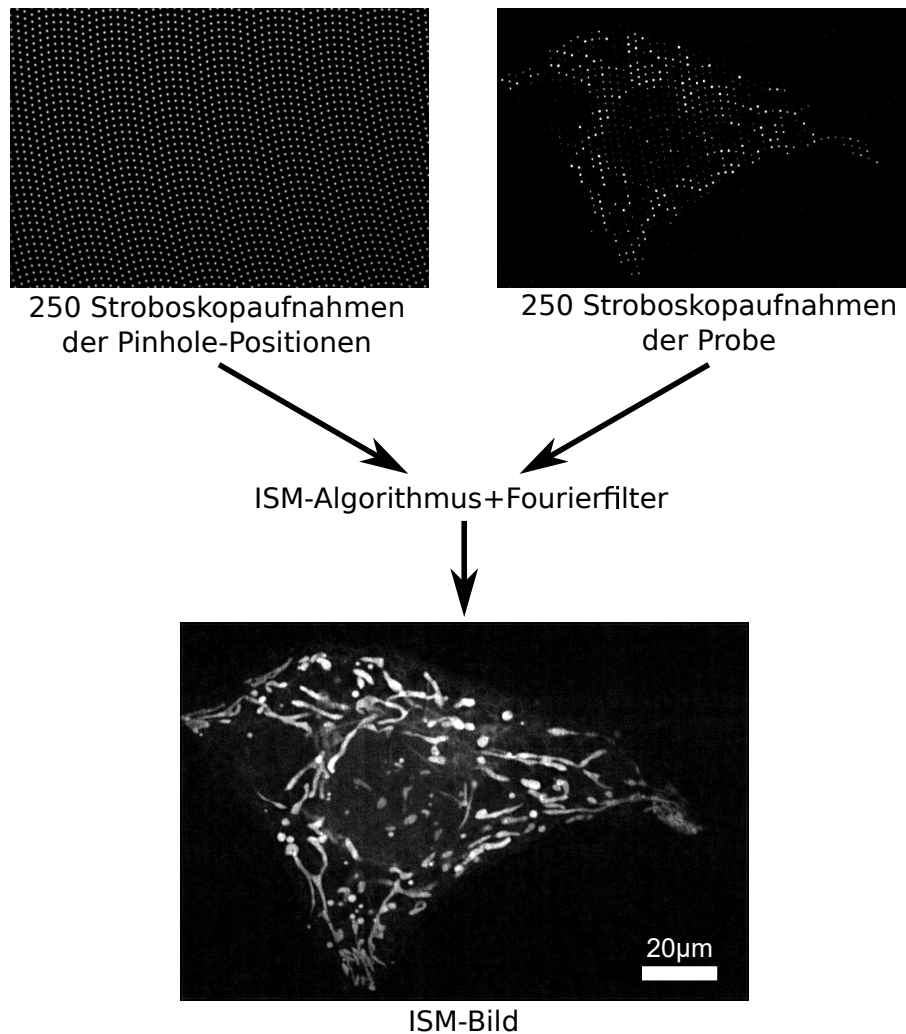 250 Stroboskopaufnahmen
der Pinhole-Positionen
250 Stroboskopaufnahmen
der Probe
ISM-Algorithmus+Fourierfilter
20µm
ISM-Bild